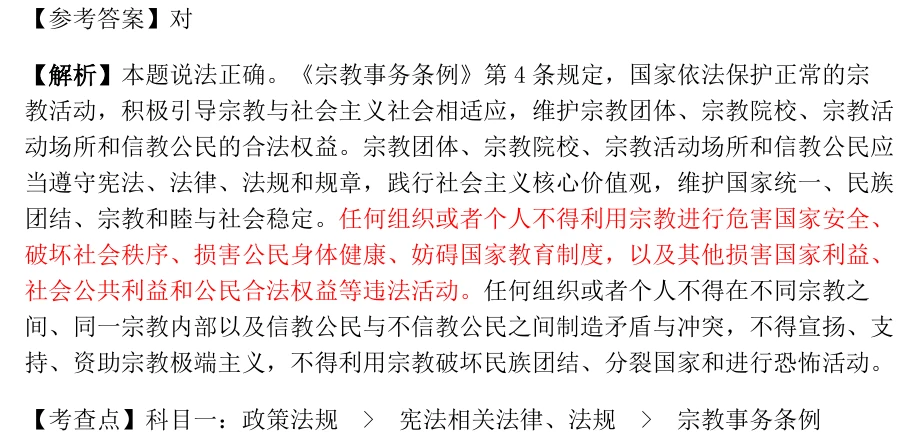 【参考答案】对
【解析】本题说法正确。《宗教事务条例》第 4 条规定，国家依法保护正常的宗
教活动，积极引导宗教与社会主义社会相适应，维护宗教团体、宗教院校、宗教活
动场所和信教公民的合法权益。宗教团体、宗教院校、宗教活动场所和信教公民应
当遵守宪法、法律、法规和规章，践行社会主义核心价值观，维护国家统一、民族
团结、宗教和睦与社会稳定。任何组织或者个人不得利用宗教进行危害国家安全、
破坏社会秩序、损害公民身体健康、妨碍国家教育制度，以及其他损害国家利益、
社会公共利益和公民合法权益等违法活动。任何组织或者个人不得在不同宗教之
间、同一宗教内部以及信教公民与不信教公民之间制造矛盾与冲突，不得宣扬、支
持、资助宗教极端主义，不得利用宗教破坏民族团结、分裂国家和进行恐怖活动。
【考查点】科目一：政策法规 > 宪法相关法律、法规 > 宗教事务条例